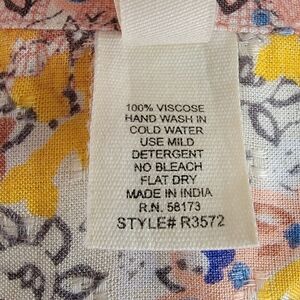 100% VISCOSE
HAND WASH IN
COLD WATER
USE MILD
DETERGENT
NO BLEACH
FLAT DRY
MADE IN INDIA
R.N. 58173
STYLE# R3572